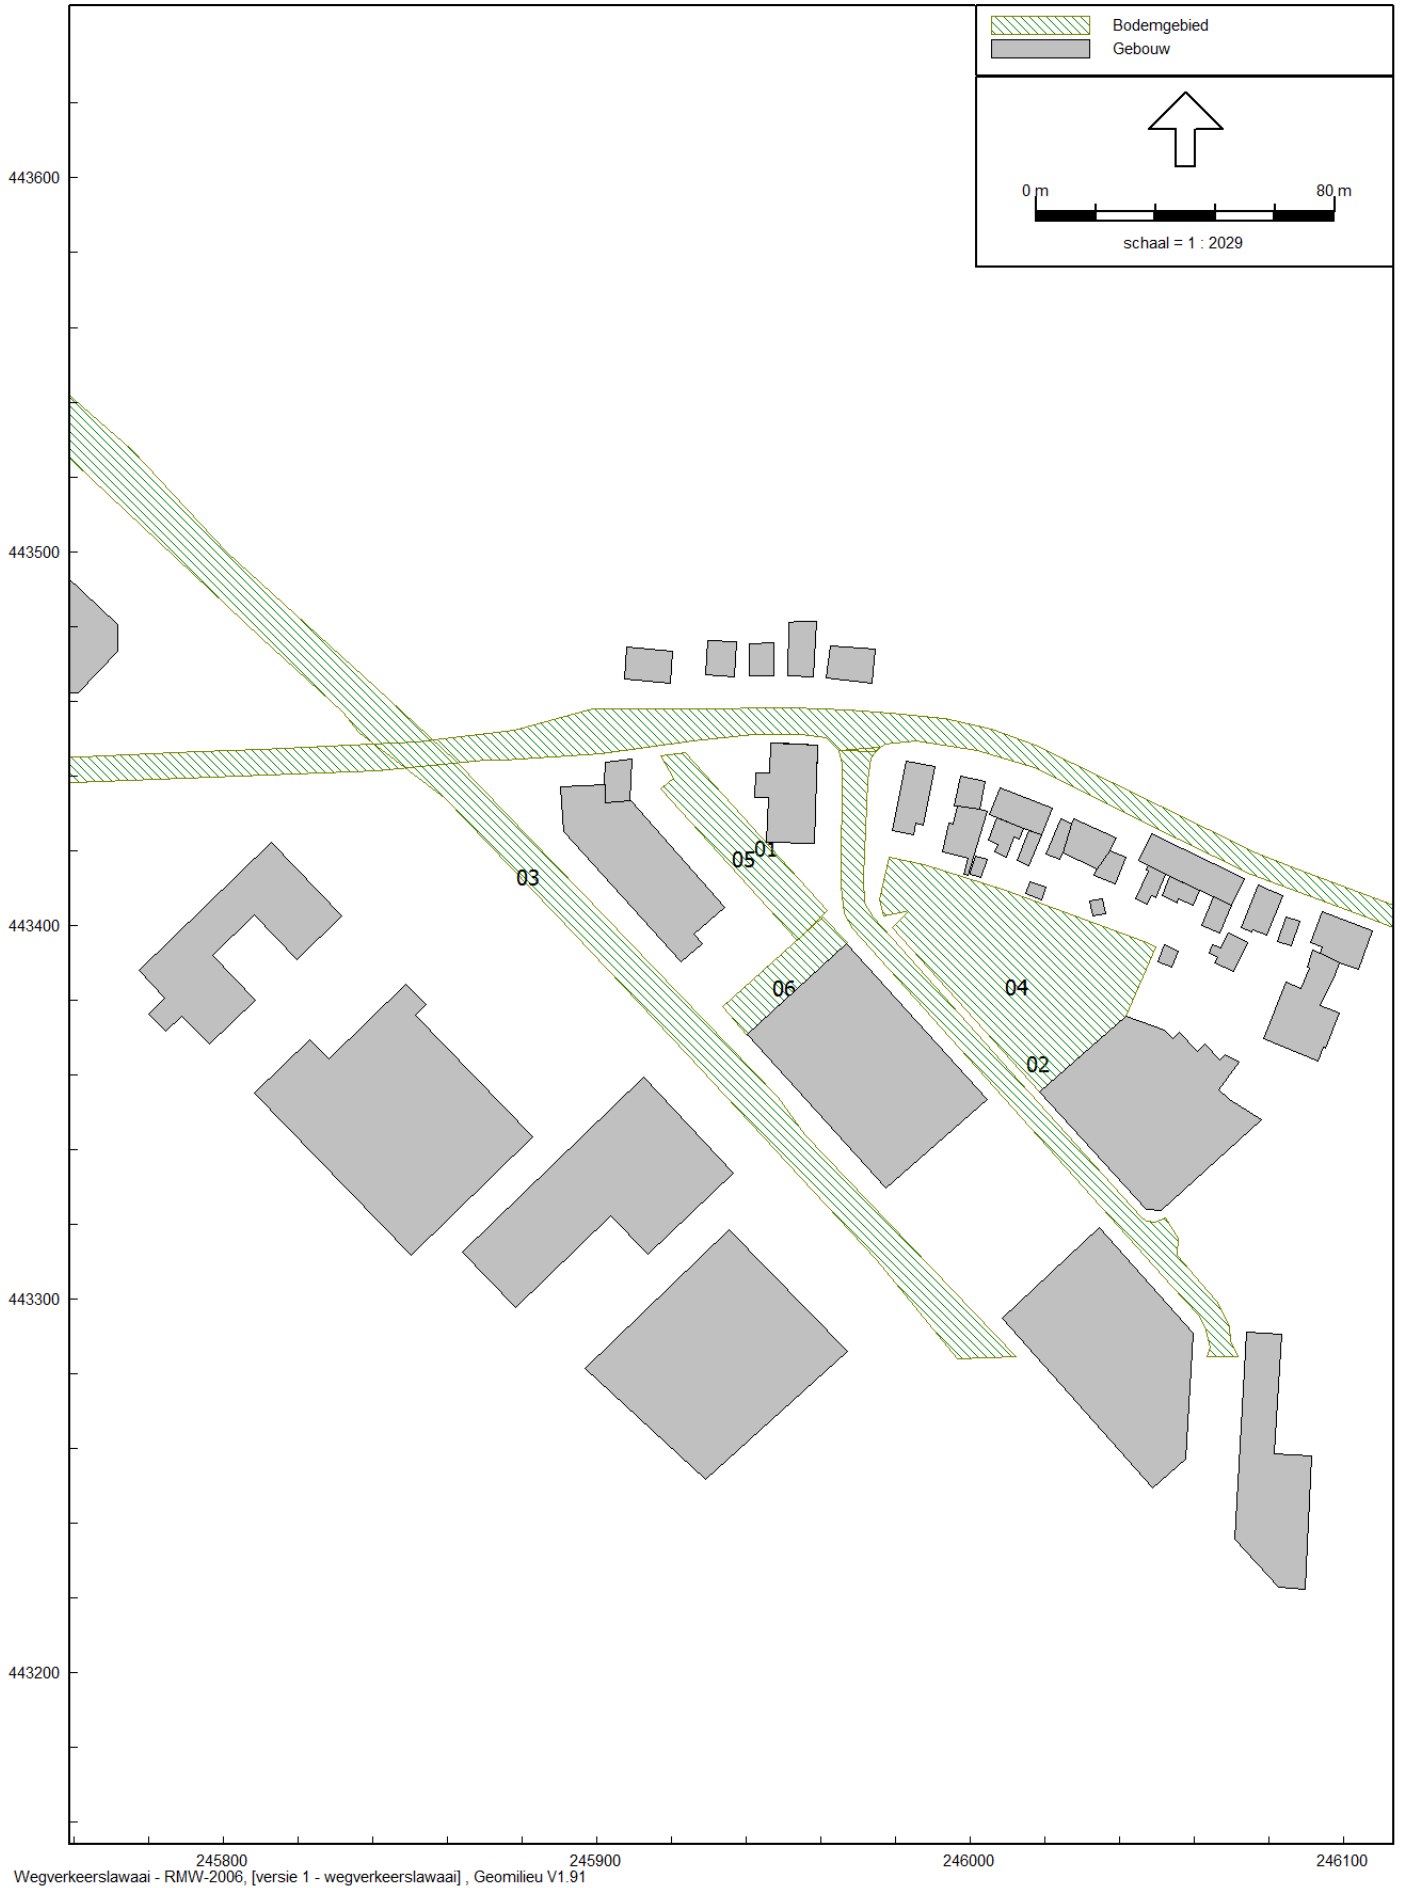 Bodemgebied
Gebouw
0 m 80 m
schaal = 1 : 2029
443600
443500
443400
443300
443200
05
01
03
06
04
02
245800 245900 246000 246100
Wegverkeerslawaai - RMW-2006, [versie 1 - wegverkeerslawaai] , Geomilieu V1.91